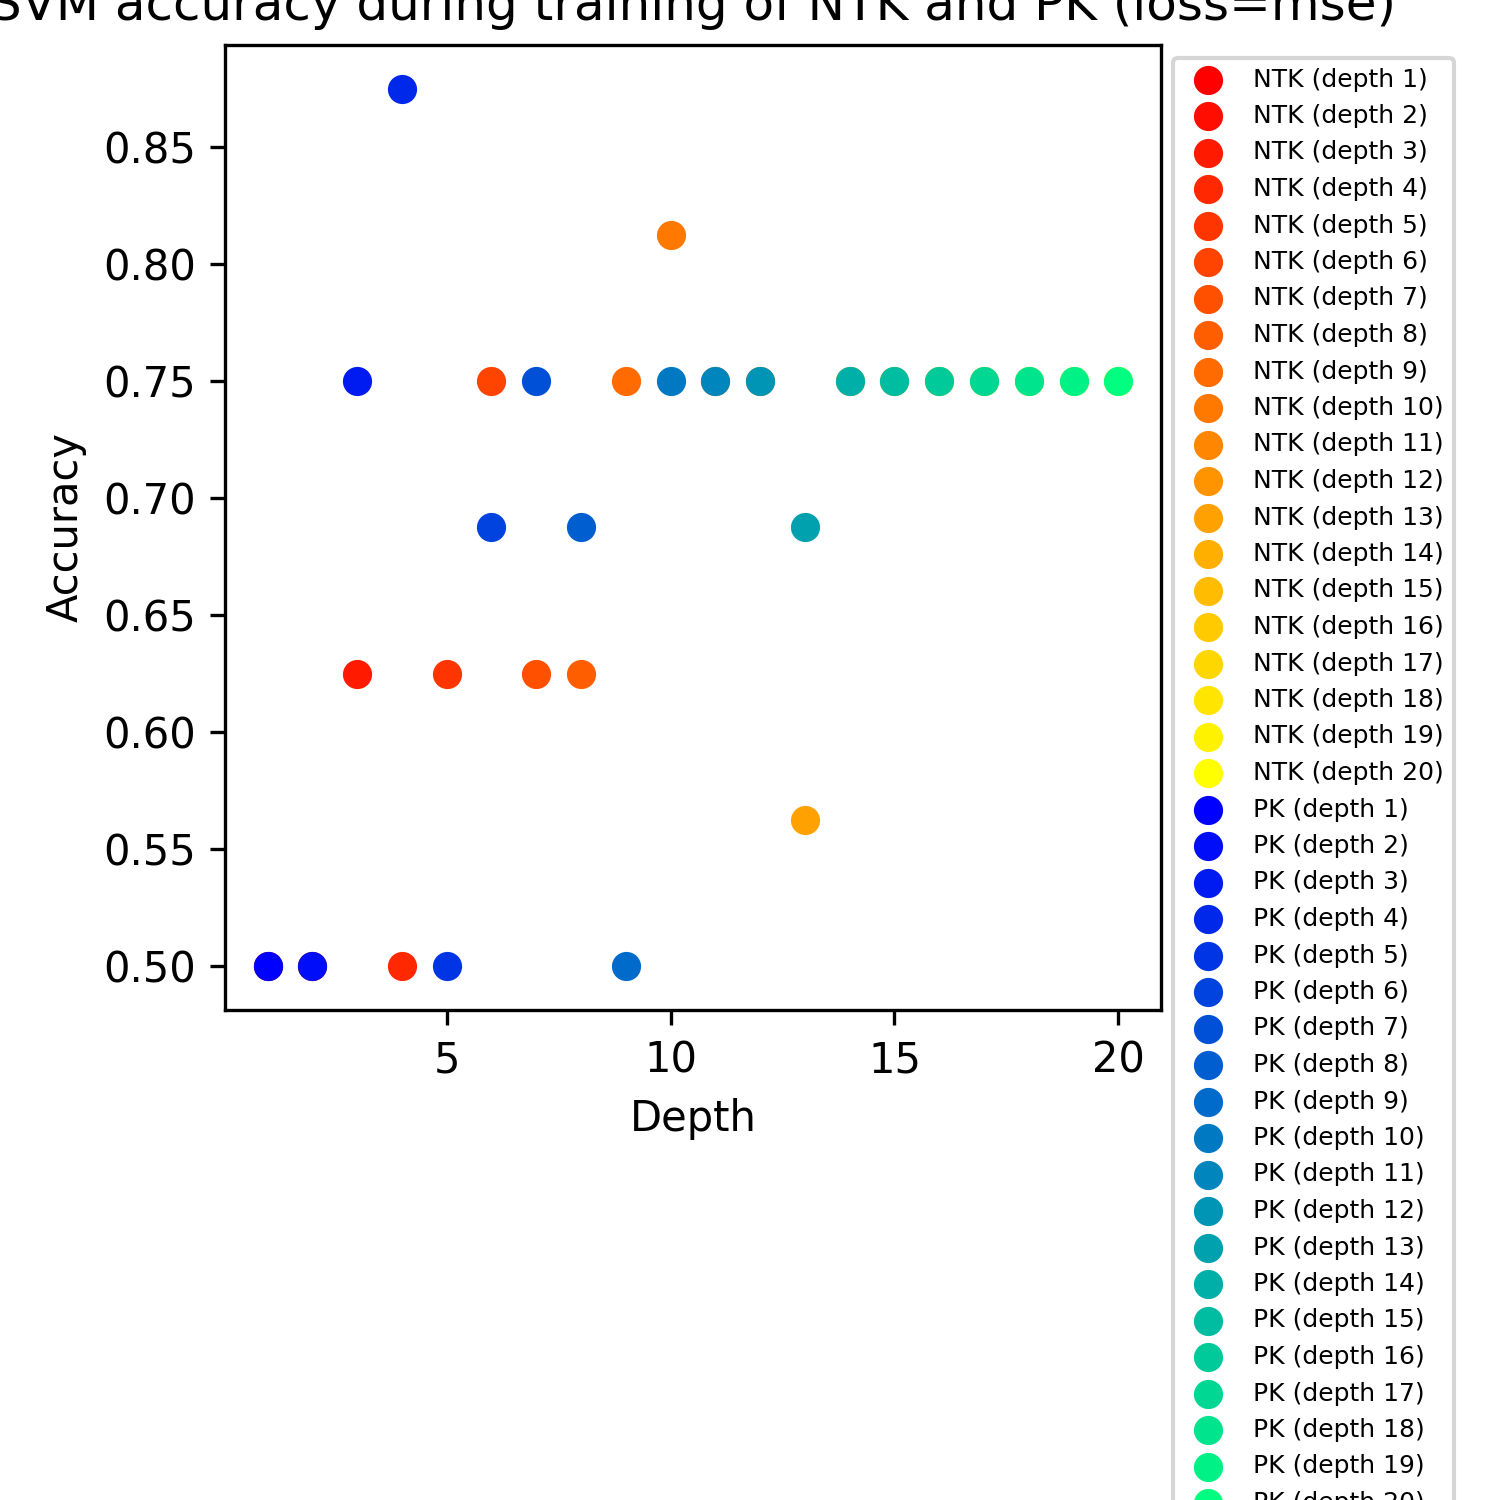 SVM accuracy during training of NTK and PK (loss=mse)
0.85
0.80
0.75
0.70
0.65
0.60
0.55
0.50
Accuracy
5 10 15 20
Depth
NTK (depth 1)
NTK (depth 2)
NTK (depth 3)
NTK (depth 4)
NTK (depth 5)
NTK (depth 6)
NTK (depth 7)
NTK (depth 8)
NTK (depth 9)
NTK (depth 10)
NTK (depth 11)
NTK (depth 12)
NTK (depth 13)
NTK (depth 14)
NTK (depth 15)
NTK (depth 16)
NTK (depth 17)
NTK (depth 18)
NTK (depth 19)
NTK (depth 20)
PK (depth 1)
PK (depth 2)
PK (depth 3)
PK (depth 4)
PK (depth 5)
PK (depth 6)
PK (depth 7)
PK (depth 8)
PK (depth 9)
PK (depth 10)
PK (depth 11)
PK (depth 12)
PK (depth 13)
PK (depth 14)
PK (depth 15)
PK (depth 16)
PK (depth 17)
PK (depth 18)
PK (depth 19)
PK (depth 20)